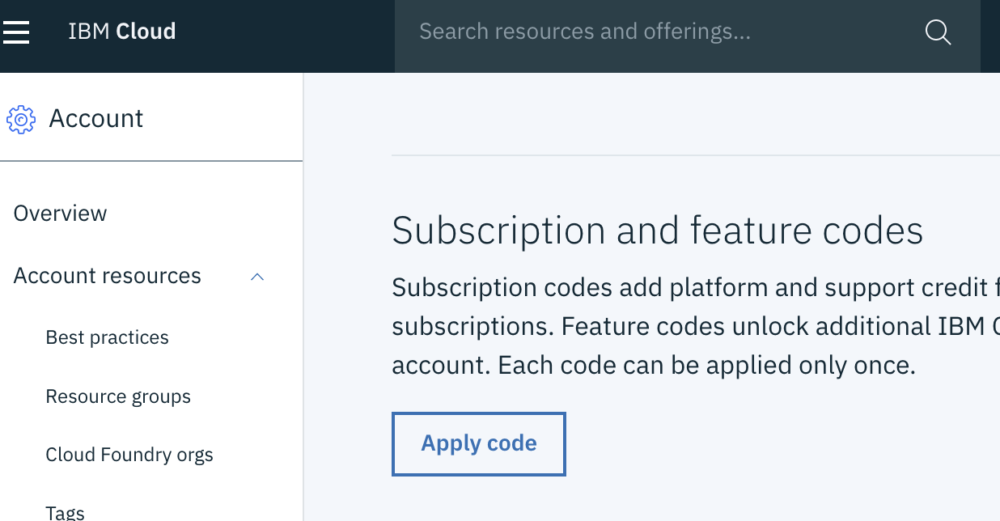 IBM Cloud
Search resources and offerings...
Account
Overview
Account resources
Best practices
Resource groups
Cloud Foundry orgs
Tags
Subscription and feature codes
Subscription codes add platform and support credit
subscriptions. Feature codes unlock additional IBM
account. Each code can be applied only once.
Apply code